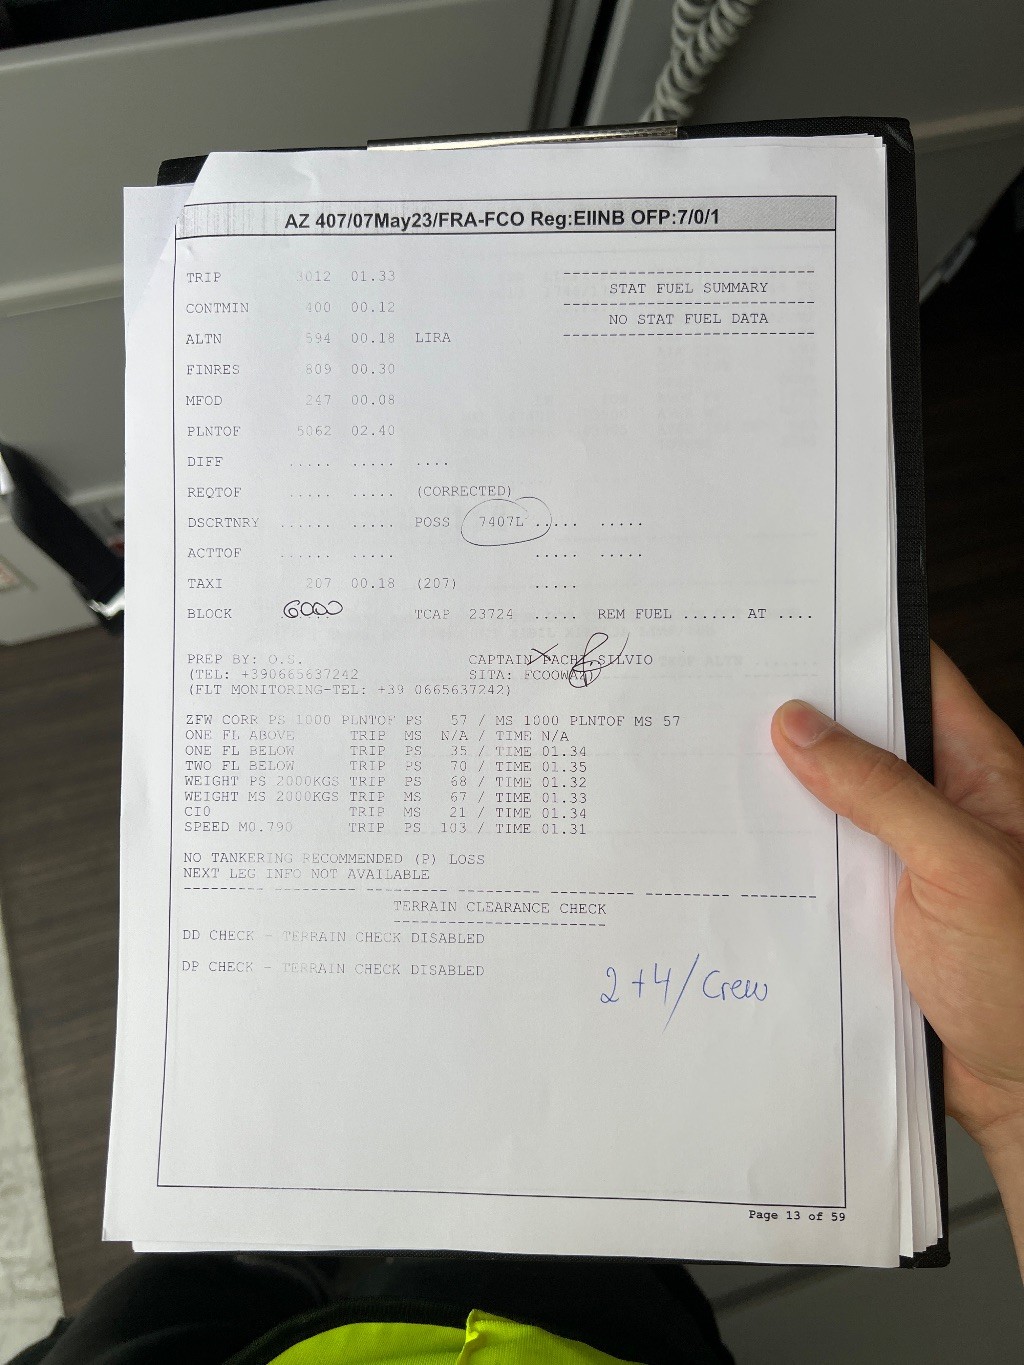 AZ 407/07May23/FRA-FCO Reg:EIINB OFP:7/0/1
TRIP 3012 01.33
CONTMIN 400 00.12
ALTN 594 00.18 LIRA
FINRES 809 00.30
MFOD 247 00.08
PLNTOF 5062 02.40
DIFF ..... ..... ....
REQTOF ..... ..... (CORRECTED)
DSCRTNRY ...... ..... POSS 7407L ..... .....
ACTTOF ...... ..... ..... .....
TAXI 207 00.18 (207) .....
BLOCK 6000 TCAP 23724 ..... REM FUEL ...... AT ....
STAT FUEL SUMMARY
NO STAT FUEL DATA
PREP BY: O.S. CAPTAIN PACHI SILVIO
(TEL: +390665637242 SITA: FCOOWAZ)
(FLT MONITORING-TEL: +39 0665637242)
ZFW CORR PS 1000 PLNTOF PS 57 / MS 1000 PLNTOF MS 57
ONE FL ABOVE TRIP MS N/A / TIME N/A
ONE FL BELOW TRIP PS 35 / TIME 01.34
TWO FL BELOW TRIP PS 70 / TIME 01.35
WEIGHT PS 2000KGS TRIP PS 68 / TIME 01.32
WEIGHT MS 2000KGS TRIP MS 67 / TIME 01.33
CI0 TRIP MS 21 / TIME 01.34
SPEED M0.790 TRIP PS 103 / TIME 01.31
NO TANKERING RECOMMENDED (P) LOSS
NEXT LEG INFO NOT AVAILABLE
TERRAIN CLEARANCE CHECK
DD CHECK - TERRAIN CHECK DISABLED
DP CHECK - TERRAIN CHECK DISABLED
2+4/Crew
Page 13 of 59